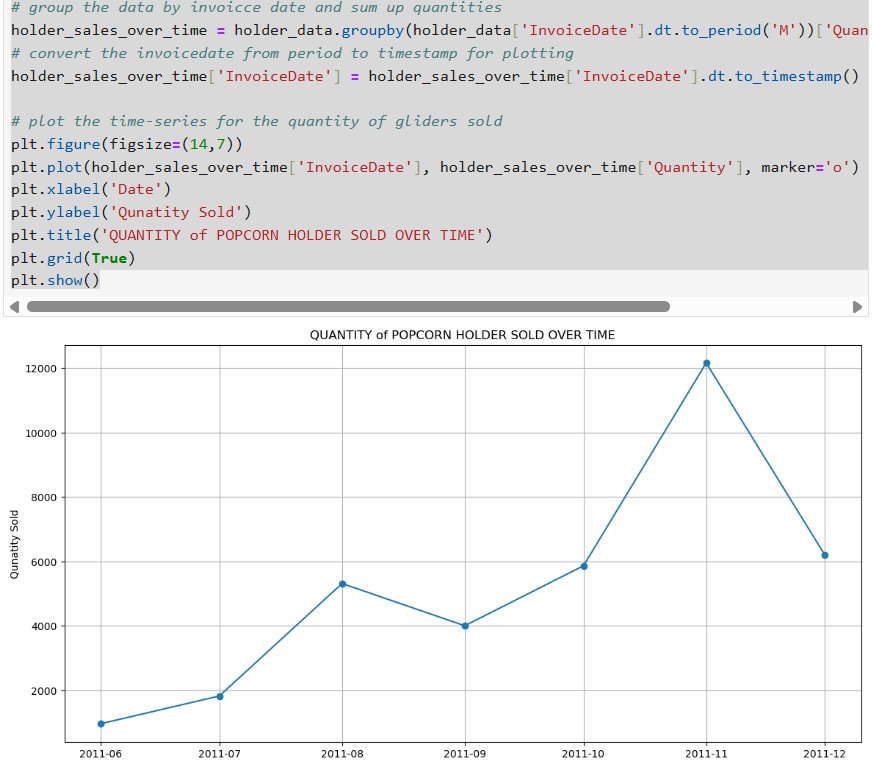 # group the data by invoicce date and sum up quantities
holder_sales_over_time = holder_data.groupby(holder_data['InvoiceDate'].dt.to_period('M'))['Quan
# convert the invoicedate from period to timestamp for plotting
holder_sales_over_time['InvoiceDate'] = holder_sales_over_time['InvoiceDate'].dt.to_timestamp()
# plot the time-series for the quantity of gliders sold
plt.figure(figsize=(14,7))
plt.plot(holder_sales_over_time['InvoiceDate'], holder_sales_over_time['Quantity'], marker='o')
plt.xlabel('Date')
plt.ylabel('Qunatity Sold')
plt.title('QUANTITY of POPCORN HOLDER SOLD OVER TIME')
plt.grid(True)
plt.show()
QUANTITY of POPCORN HOLDER SOLD OVER TIME
12000
10000
8000
6000
4000
2000
Qunatity Sold
2011-06 2011-07 2011-08 2011-09 2011-10 2011-11 2011-12